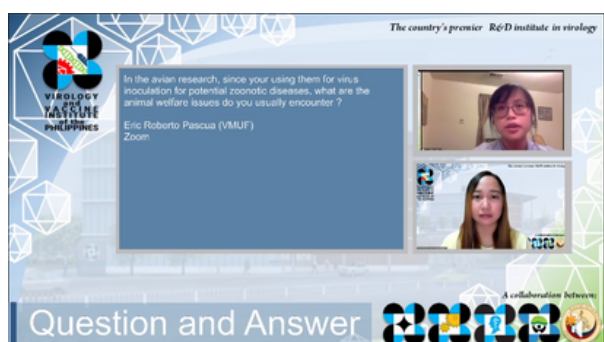 The country's premier R&D institute in virology
VIROLOGY
and
VACCINE
INSTITUTE
of the
PHILIPPINES
In the avian research, since your using them for virus
inoculation for potential zoonotic diseases, what are the
animal welfare issues do you usually encounter ?
Eric Roberto Pascua (VMUF)
Zoom
A collaboration between:
Question and Answer